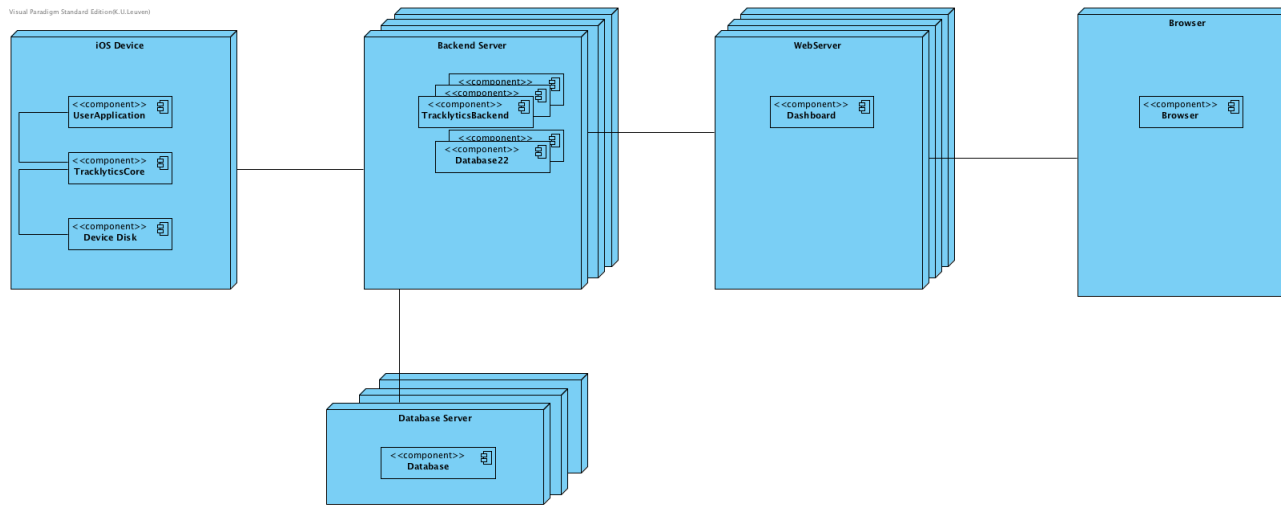 Visual Paradigm Standard Edition(K.U.Leuven)
iOS Device
<<component>>
UserApplication
<<component>>
TracklyticsCore
<<component>>
Device Disk
Backend Server
<<component>>
<<component>>
<<component>>
TracklyticsBackend
<<component>>
<<component>>
Database22
WebServer
<<component>>
Dashboard
Browser
<<component>>
Browser
Database Server
<<component>>
Database